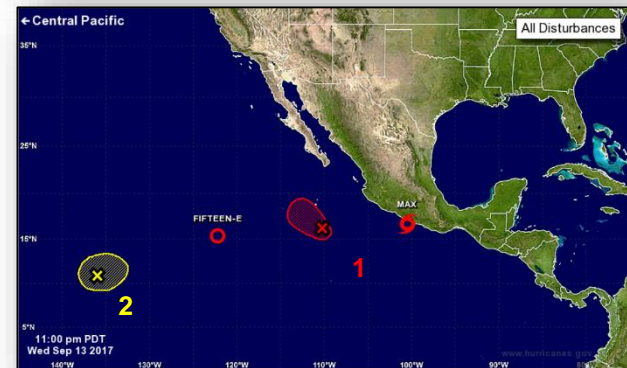 ← Central Pacific
All Disturbances
35°N
25°N
MAX
FIFTEEN-E
15°N
1
2
5°N
11:00 pm PDT
Wed Sep 13 2017
www.hurricanes.gov
140°W 130°W 120°W 110°W 100°W 90°W 80°W